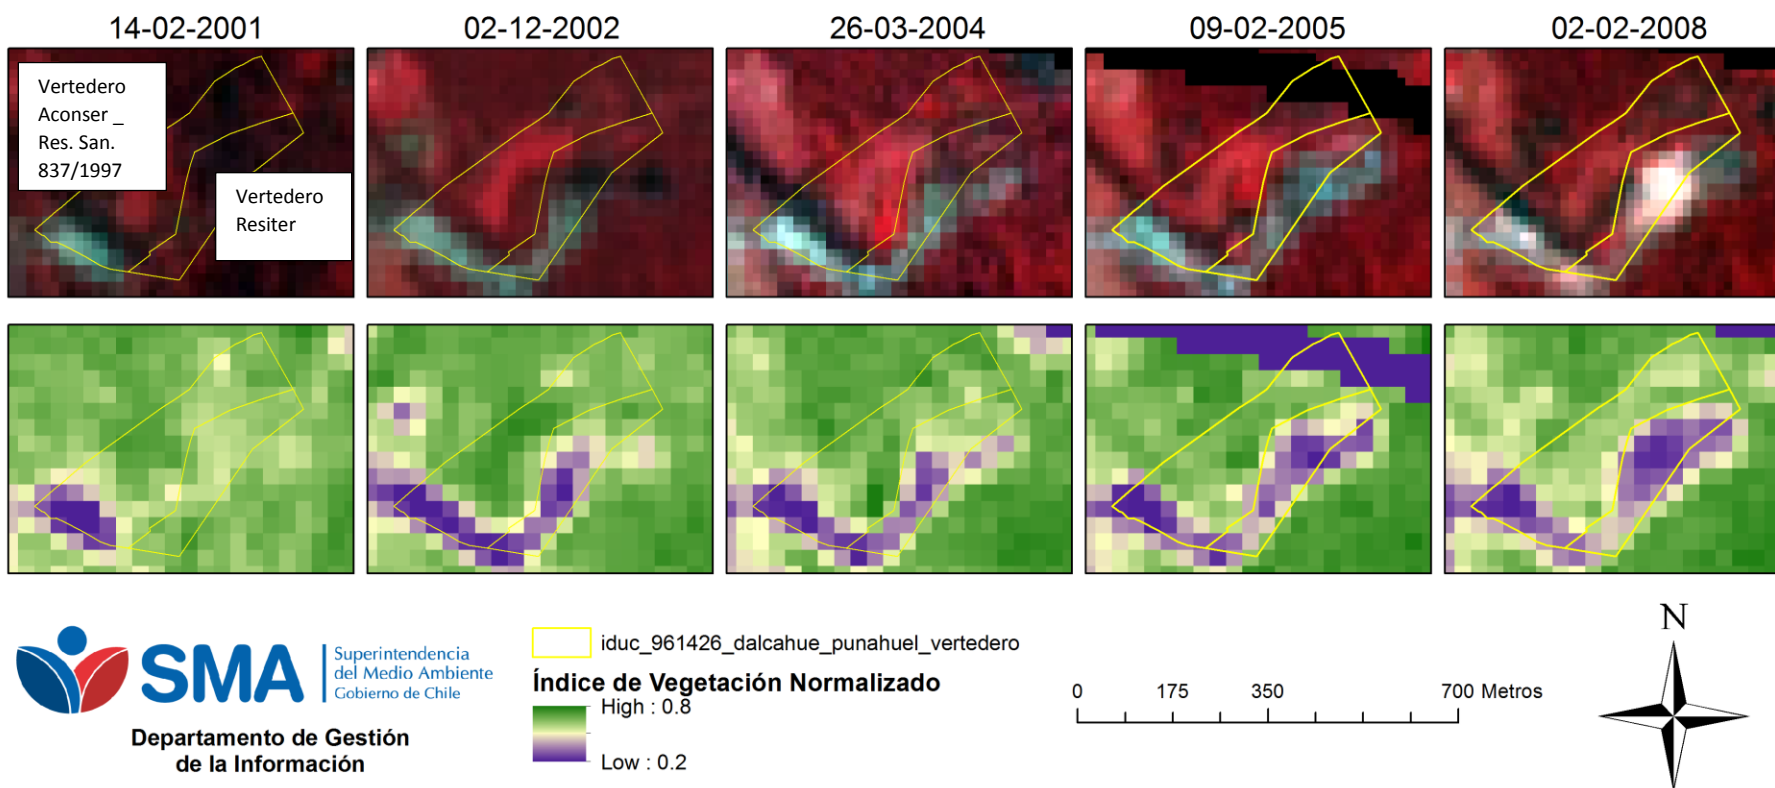 14-02-2001
02-12-2002
26-03-2004
09-02-2005
02-02-2008
Vertedero
Aconser _
Res. San.
837/1997
Vertedero
Resiter
SMA
Superintendencia
del Medio Ambiente
Gobierno de Chile
Departamento de Gestión
de la Información
iduc_961426_dalcahue_punahuel_vertedero
Índice de Vegetación Normalizado
High : 0.8
Low : 0.2
0 175 350 700 Metros
N